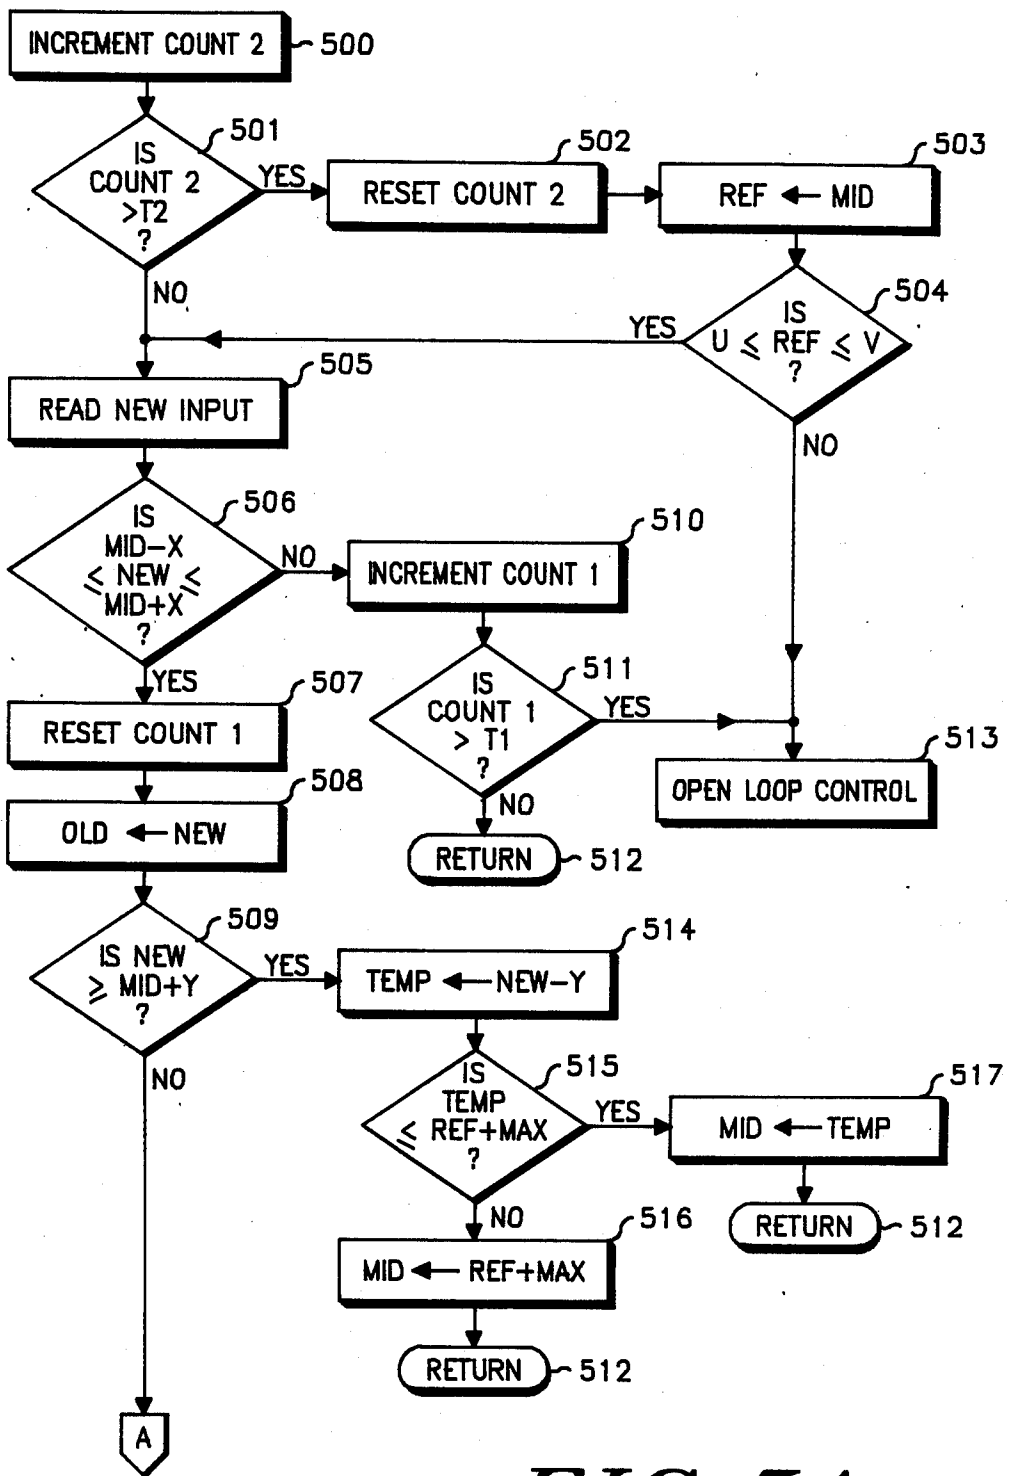 INCREMENT COUNT 2
500
IS
COUNT 2
>T2
?
501
YES
NO
RESET COUNT 2
502
REF ← MID
503
IS
U ≤ REF ≤ V
?
504
YES
NO
READ NEW INPUT
505
IS
MID-X
≤ NEW ≤
MID+X
?
506
NO
YES
INCREMENT COUNT 1
510
IS
COUNT 1
> T1
?
511
YES
NO
RETURN
512
OPEN LOOP CONTROL
513
RESET COUNT 1
507
OLD ← NEW
508
IS NEW
≥ MID+Y
?
509
YES
NO
TEMP ← NEW-Y
514
IS
TEMP
≤ REF+MAX
?
515
YES
NO
MID ← TEMP
517
RETURN
512
MID ← REF+MAX
516
RETURN
512
A